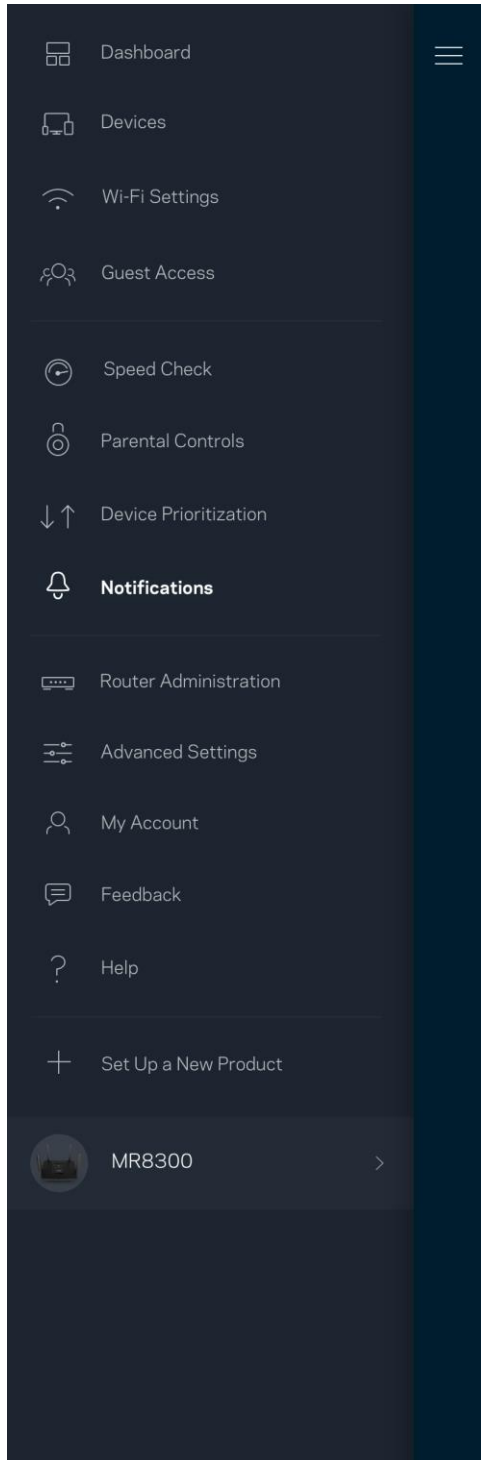 Dashboard
Devices
Wi-Fi Settings
Guest Access
Speed Check
Parental Controls
Device Prioritization
Notifications
Router Administration
Advanced Settings
My Account
Feedback
Help
Set Up a New Product
MR8300